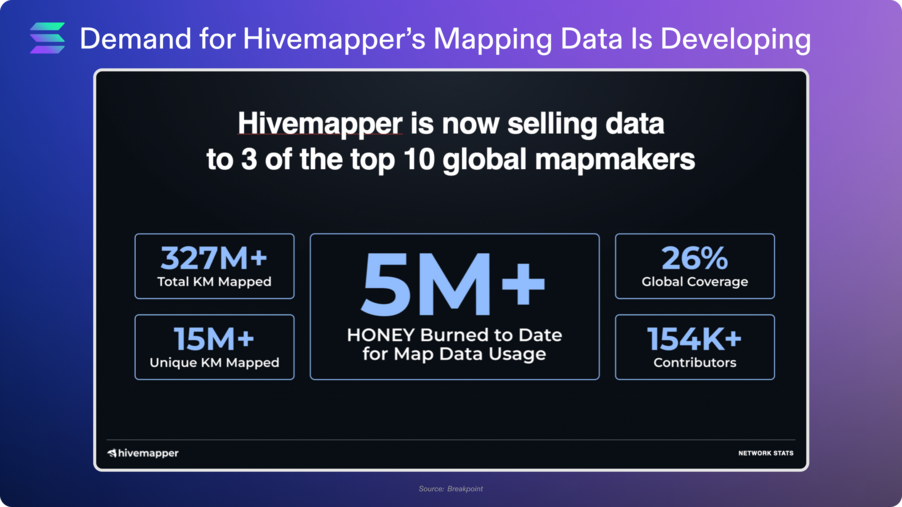 Demand for Hivemapper's Mapping Data Is Developing
Hivemapper is now selling data
to 3 of the top 10 global mapmakers
327M+
Total KM Mapped
15M+
Unique KM Mapped
5M+
HONEY Burned to Date
for Map Data Usage
26%
Global Coverage
154K+
Contributors
hivemapper
NETWORK STATS
Source: Breakpoint